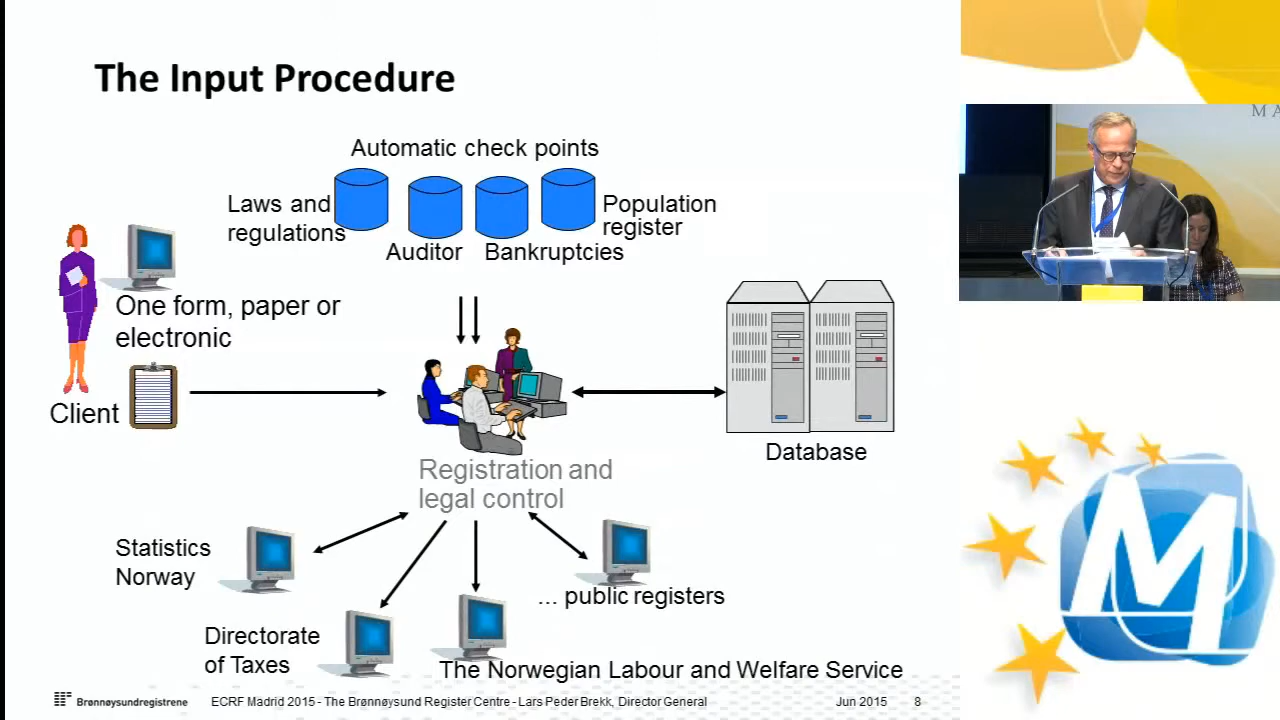 The Input Procedure
Automatic check points
Laws and
regulations
Auditor
Bankruptcies
Population
register
One form, paper or
electronic
Client
Database
Registration and
legal control
Statistics
Norway
... public registers
Directorate
of Taxes
The Norwegian Labour and Welfare Service
Brønnøysundregistrene
ECRF Madrid 2015 - The Brønnøysund Register Centre - Lars Peder Brekk, Director General
Jun 2015
8
M A
M